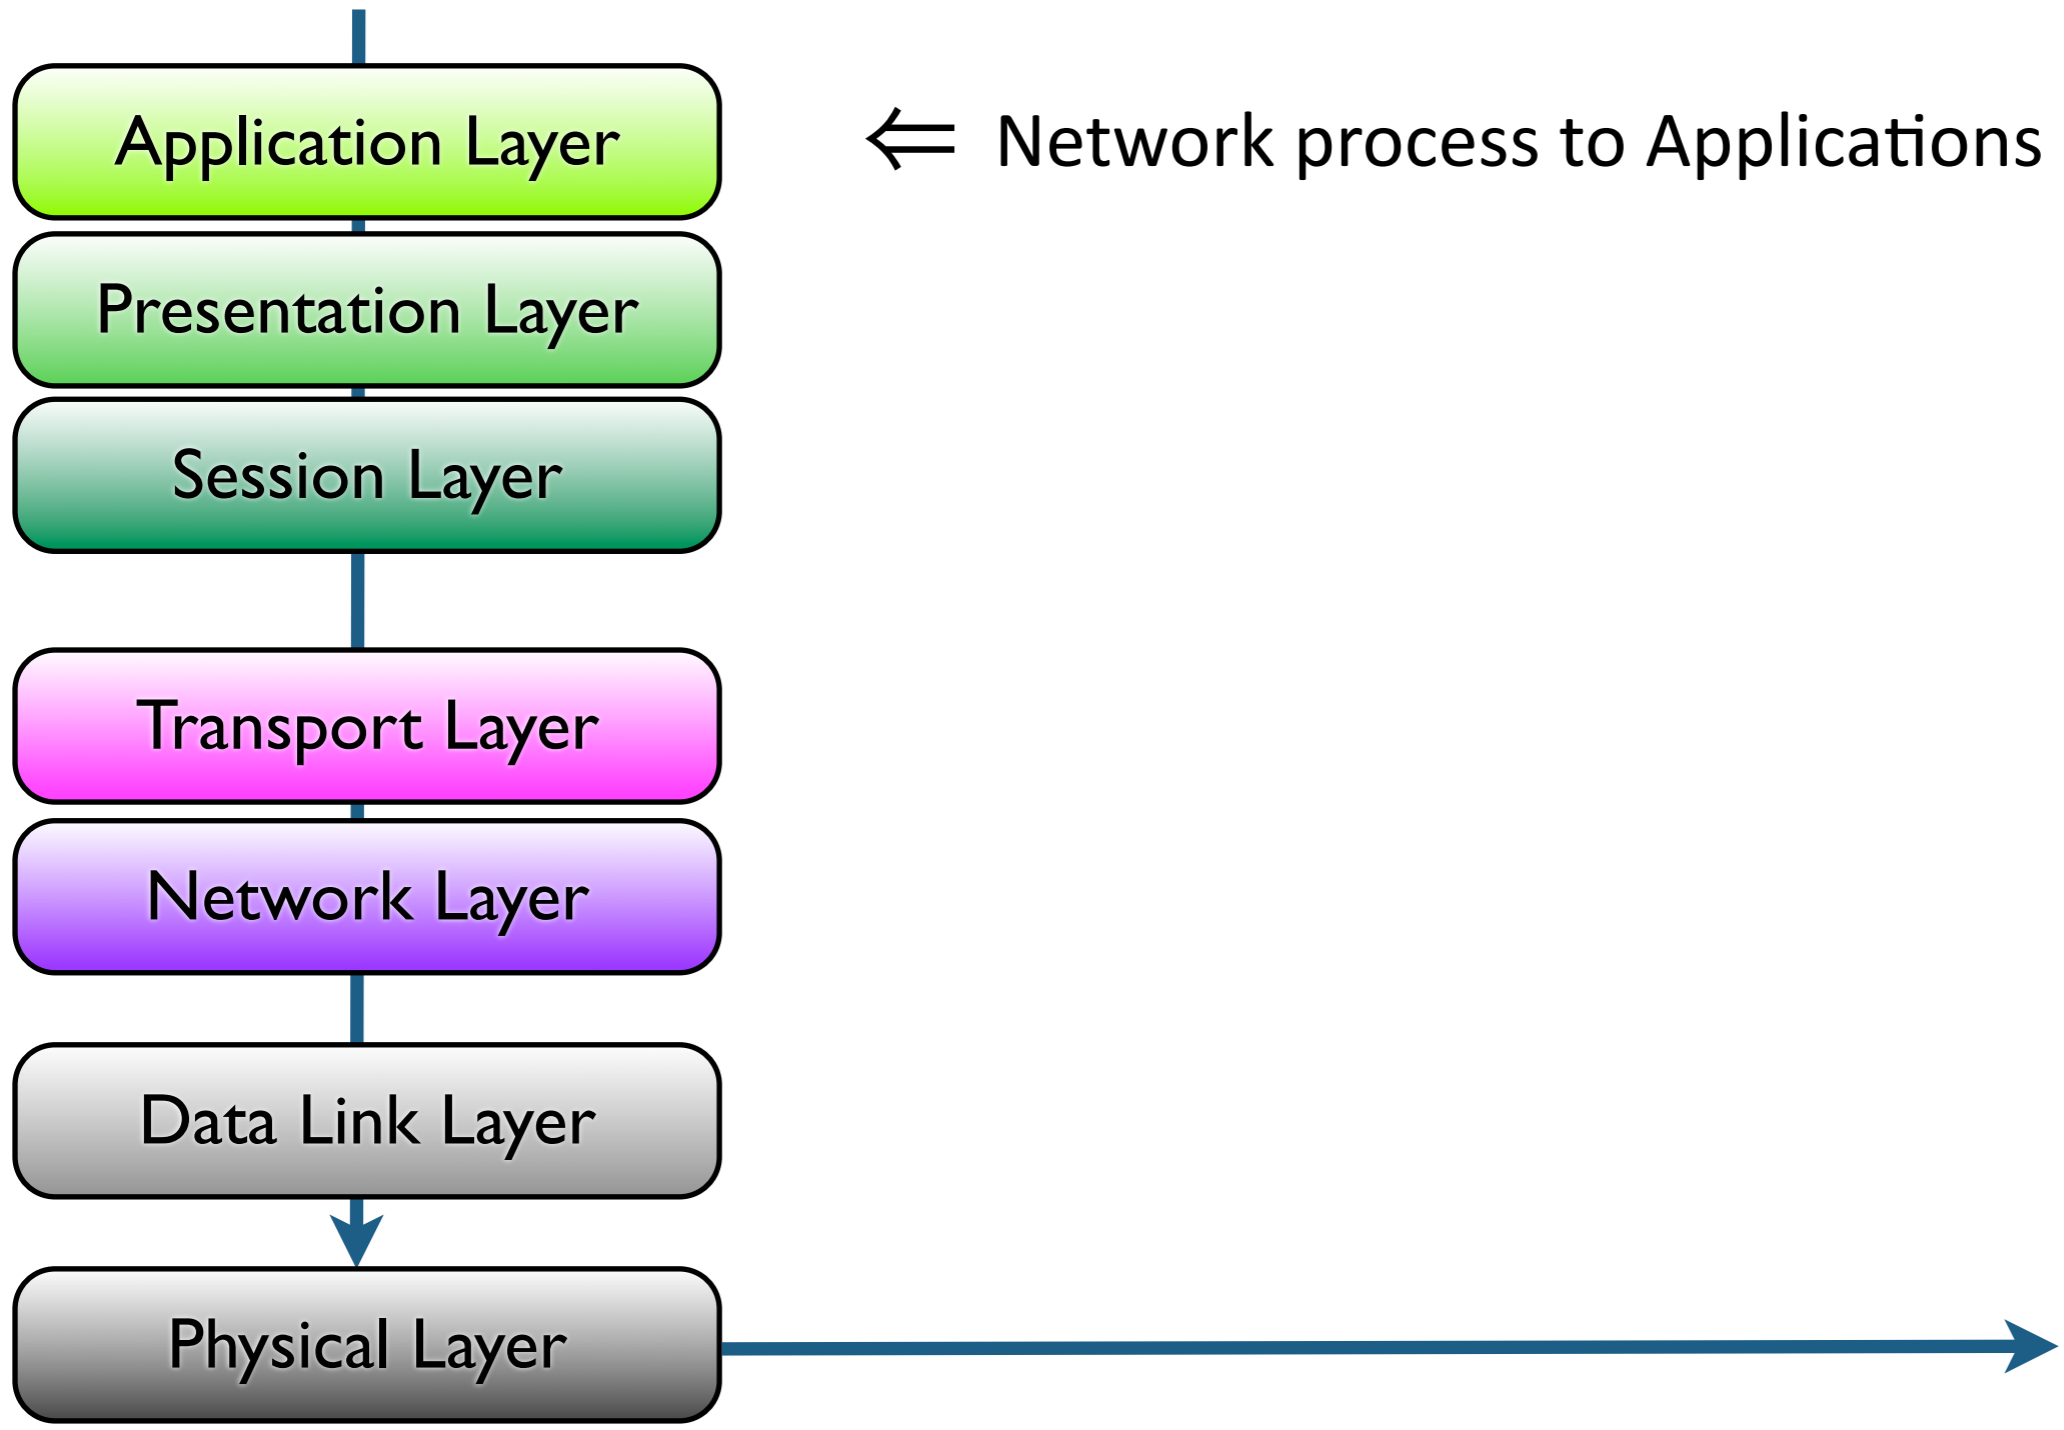 Application Layer
⇐ Network process to Applications
Presentation Layer
Session Layer
Transport Layer
Network Layer
Data Link Layer
Physical Layer